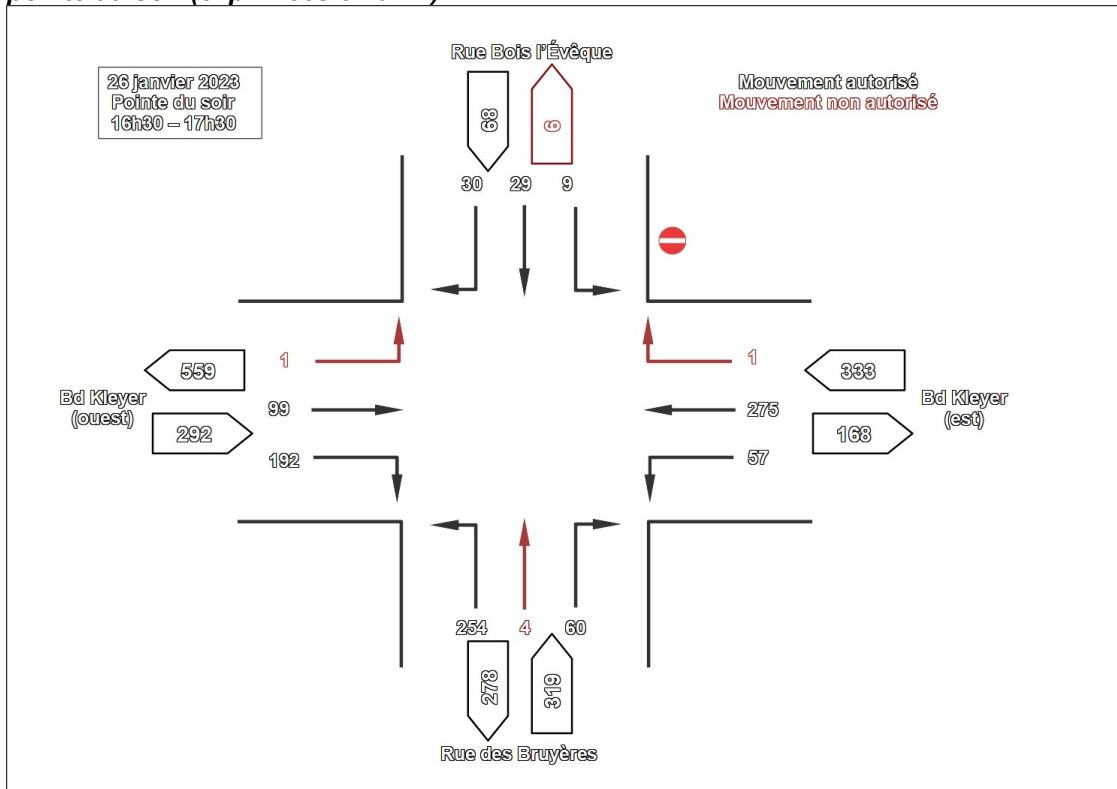 Rue Bois l'Évêque
26 janvier 2023
Pointe du soir
16h30 – 17h30
Mouvement autorisé
Mouvement non autorisé
68
6
30 29 9
559
1
1
333
Bd Kleyer
(ouest)
99
275
Bd Kleyer
(est)
292
168
192
57
254 4 60
278
319
Rue des Bruyères